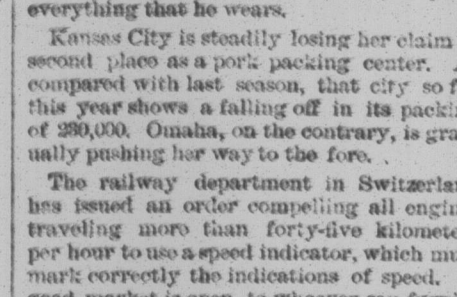 everything that he wears.
Kansas City is steadily losing her claim
second place as a pork packing center.
compared with last season, that city so f
this year shows a falling off in its packi
of 280,000. Omaha, on the contrary, is gra
ually pushing her way to the fore.
The railway department in Switzerla
has issued an order compelling all engin
traveling more than forty-five kilomete
per hour to use a speed indicator, which mu
mark correctly the indications of speed.